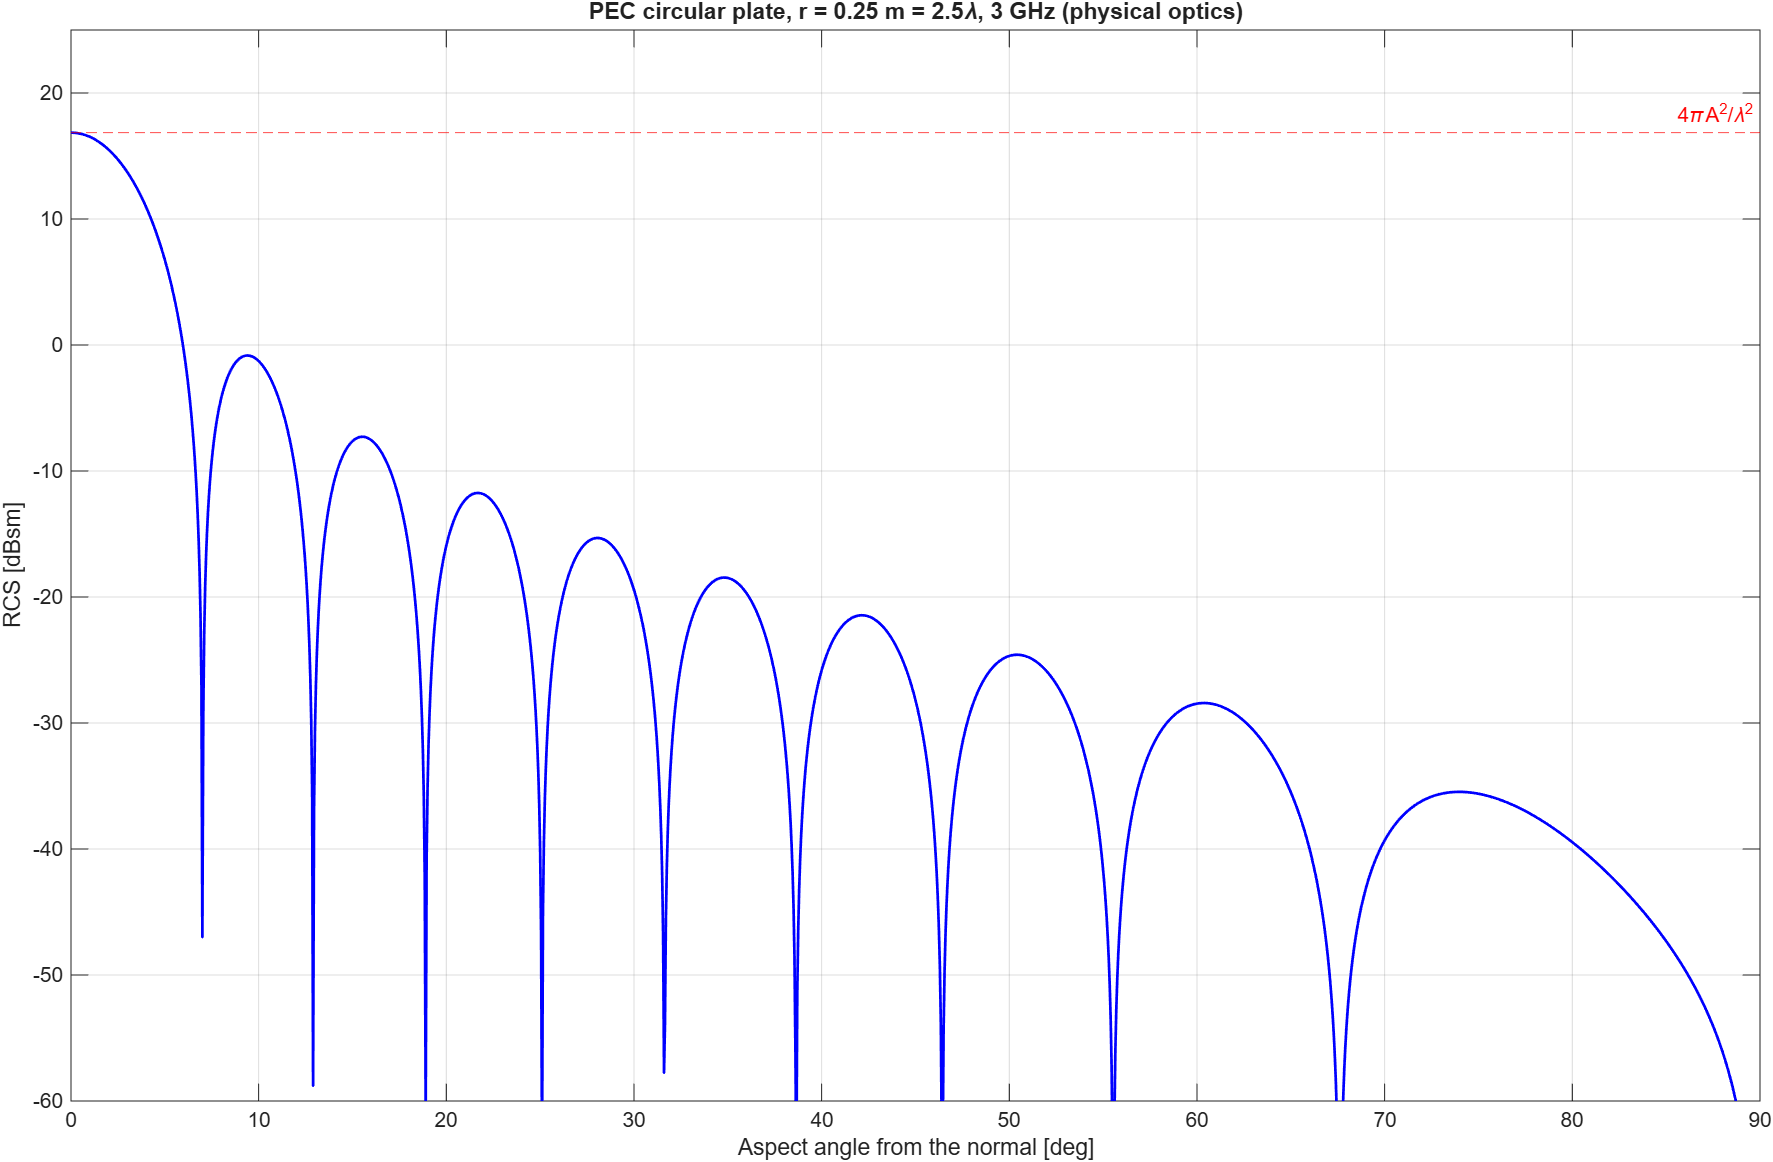 PEC circular plate, r = 0.25 m = 2.5λ, 3 GHz (physical optics)
4πA²/λ²
RCS [dBsm]
20
10
0
-10
-20
-30
-40
-50
-60
0 10 20 30 40 50 60 70 80 90
Aspect angle from the normal [deg]